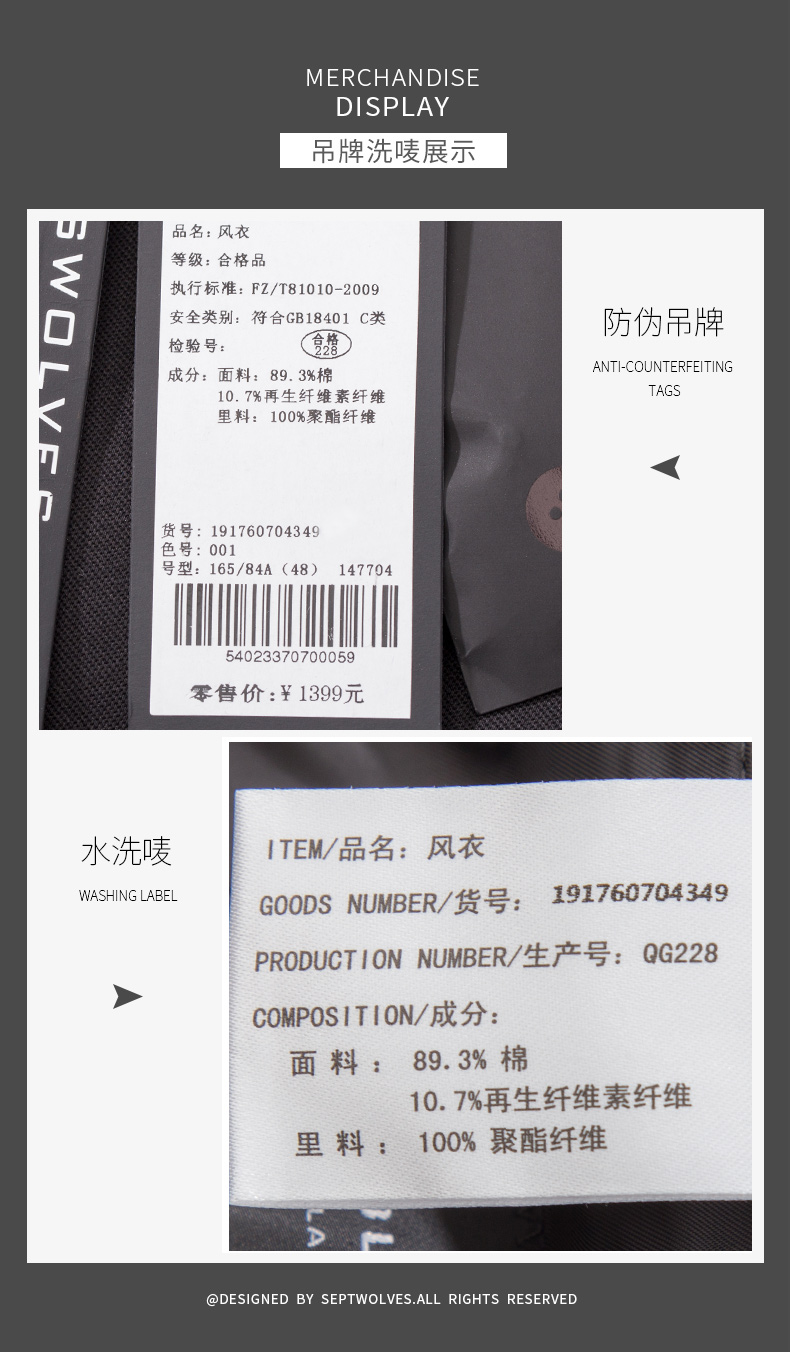 MERCHANDISE
DISPLAY
吊牌洗唛展示
SWOLVES
品名：风衣
等级：合格品
执行标准：FZ/T81010-2009
安全类别：符合GB18401 C类
检验号：
合格
228
成分：面料：89.3%棉
10.7%再生纤维素纤维
里料：100%聚酯纤维
货号：191760704349
色号：001
号型：165/84A（48） 147704
54023370700059
零售价：¥1399元
防伪吊牌
ANTI-COUNTERFEITING
TAGS
水洗唛
WASHING LABEL
ITEM/品名：风衣
GOODS NUMBER/货号： 191760704349
PRODUCTION NUMBER/生产号：QG228
COMPOSITION/成分：
面料： 89.3% 棉
10.7%再生纤维素纤维
里料： 100% 聚酯纤维
@DESIGNED BY SEPTWOLVES.ALL RIGHTS RESERVED